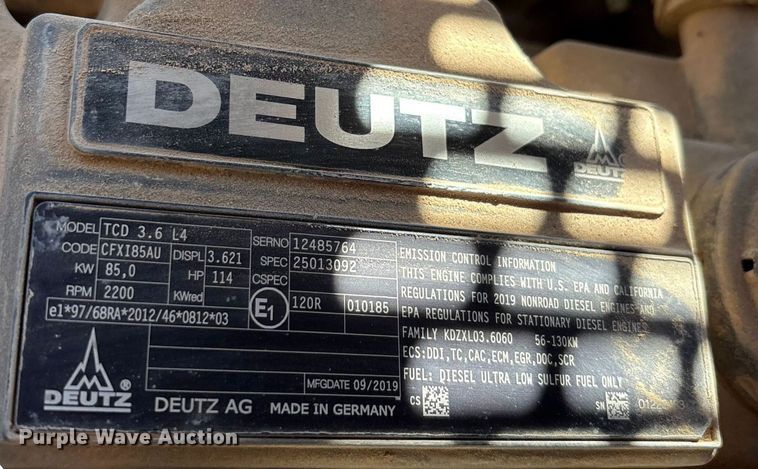 DEUTZ
DEUTZ
MODEL TCD 3.6 L4
CODE CFXI85AU DISPL 3.621
KW 85,0 HP 114
RPM 2200 KWred
e1*97/68RA*2012/46*0812*03
SERNO 12485764
SPEC 25013092
CSPEC
E1 120R 010185
MFGDATE 09/2019
DEUTZ ®
DEUTZ AG MADE IN GERMANY
EMISSION CONTROL INFORMATION
THIS ENGINE COMPLIES WITH U.S. EPA AND CALIFORNIA
REGULATIONS FOR 2019 NONROAD DIESEL ENGINES AND
EPA REGULATIONS FOR STATIONARY DIESEL ENGINES
FAMILY KDZXL03.6060 56-130KW
ECS:DDI,TC,CAC,ECM,EGR,DOC,SCR
FUEL: DIESEL ULTRA LOW SULFUR FUEL ONLY
CS
SN
Purple Wave Auction